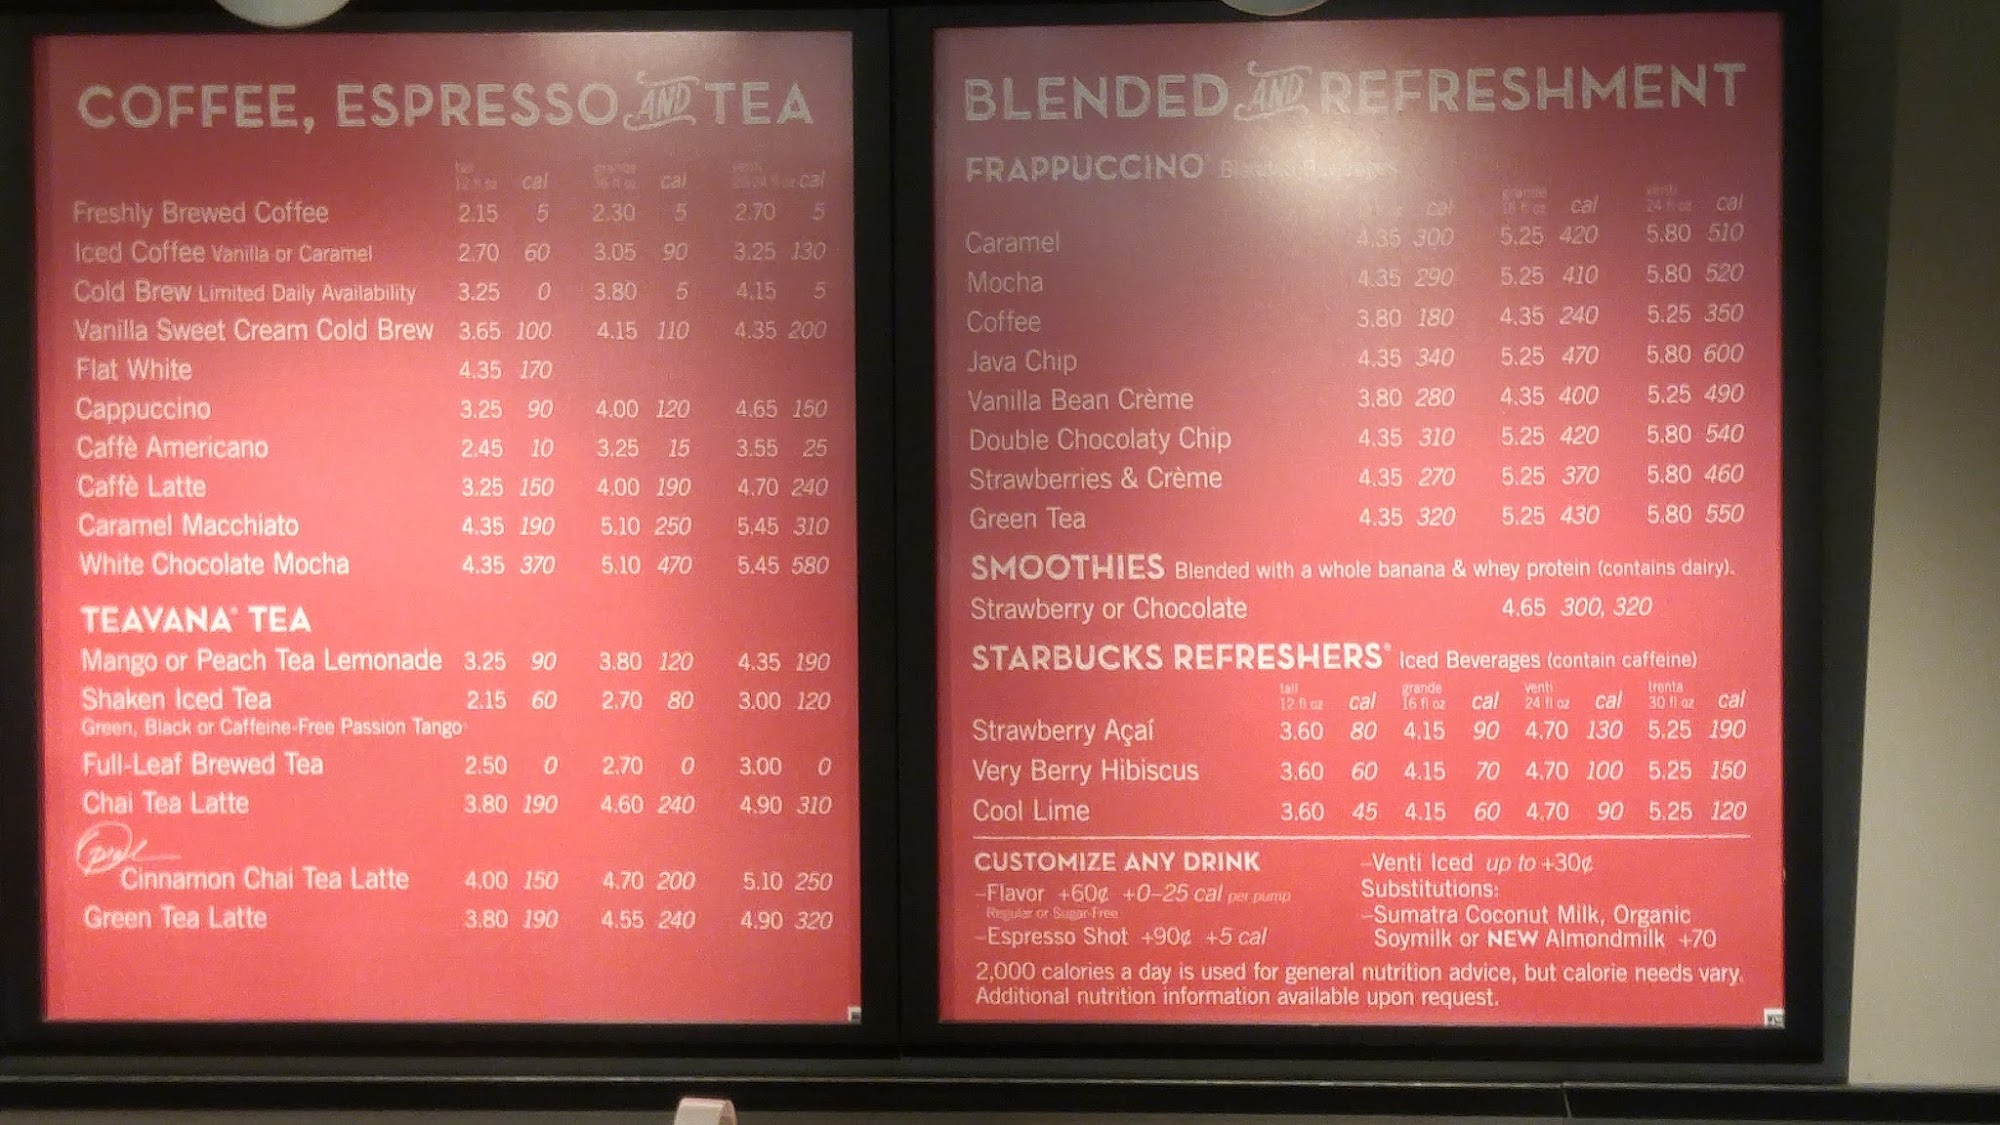 COFFEE, ESPRESSO AND TEA
tall grande venti
12 fl oz cal 16 fl oz cal 20/24 fl oz cal
Freshly Brewed Coffee 2.15 5 2.30 5 2.70 5
Iced Coffee Vanilla or Caramel 2.70 60 3.05 90 3.25 130
Cold Brew Limited Daily Availability 3.25 0 3.80 5 4.15 5
Vanilla Sweet Cream Cold Brew 3.65 100 4.15 110 4.35 200
Flat White 4.35 170
Cappuccino 3.25 90 4.00 120 4.65 150
Caffè Americano 2.45 10 3.25 15 3.55 25
Caffè Latte 3.25 150 4.00 190 4.70 240
Caramel Macchiato 4.35 190 5.10 250 5.45 310
White Chocolate Mocha 4.35 370 5.10 470 5.45 580
TEAVANA® TEA
Mango or Peach Tea Lemonade 3.25 90 3.80 120 4.35 190
Shaken Iced Tea 2.15 60 2.70 80 3.00 120
Green, Black or Caffeine-Free Passion Tango
Full-Leaf Brewed Tea 2.50 0 2.70 0 3.00 0
Chai Tea Latte 3.80 190 4.60 240 4.90 310
Oprah
Cinnamon Chai Tea Latte 4.00 150 4.70 200 5.10 250
Green Tea Latte 3.80 190 4.55 240 4.90 320
BLENDED AND REFRESHMENT
FRAPPUCCINO® Blended Beverages
grande venti
cal 16 fl oz cal 24 fl oz cal
Caramel 4.35 300 5.25 420 5.80 510
Mocha 4.35 290 5.25 410 5.80 520
Coffee 3.80 180 4.35 240 5.25 350
Java Chip 4.35 340 5.25 470 5.80 600
Vanilla Bean Crème 3.80 280 4.35 400 5.25 490
Double Chocolaty Chip 4.35 310 5.25 420 5.80 540
Strawberries & Crème 4.35 270 5.25 370 5.80 460
Green Tea 4.35 320 5.25 430 5.80 550
SMOOTHIES Blended with a whole banana & whey protein (contains dairy).
Strawberry or Chocolate 4.65 300, 320
STARBUCKS REFRESHERS® Iced Beverages (contain caffeine)
tall grande venti trenta
12 fl oz cal 16 fl oz cal 24 fl oz cal 30 fl oz cal
Strawberry Açaí 3.60 80 4.15 90 4.70 130 5.25 190
Very Berry Hibiscus 3.60 60 4.15 70 4.70 100 5.25 150
Cool Lime 3.60 45 4.15 60 4.70 90 5.25 120
CUSTOMIZE ANY DRINK
–Flavor +60¢ +0–25 cal per pump
Regular or Sugar-Free
–Espresso Shot +90¢ +5 cal
–Venti Iced up to +30¢
Substitutions:
–Sumatra Coconut Milk, Organic
Soymilk or NEW Almondmilk +70
2,000 calories a day is used for general nutrition advice, but calorie needs vary.
Additional nutrition information available upon request.